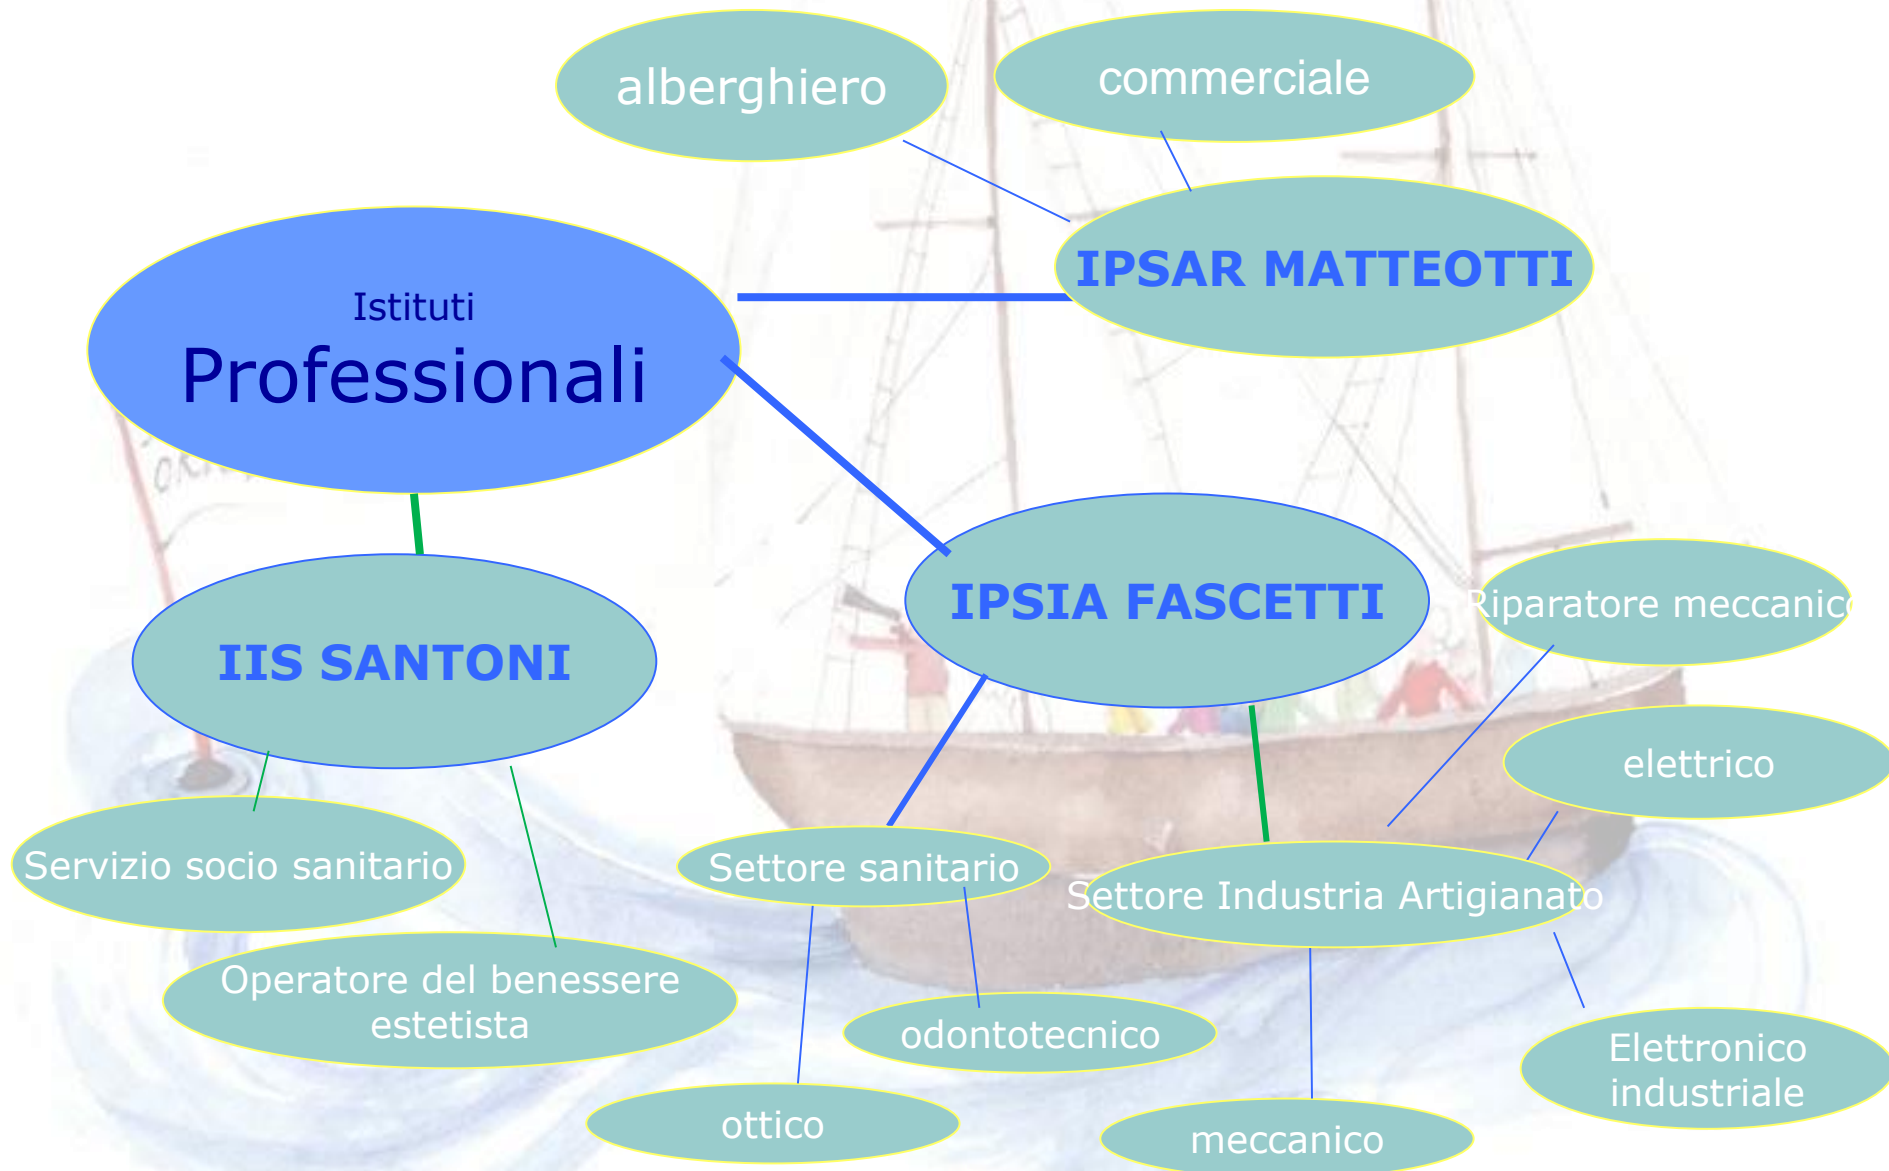 alberghiero
commerciale
IPSAR MATTEOTTI
Istituti
Professionali
IPSIA FASCETTI
Riparatore meccanico
IIS SANTONI
elettrico
Servizio socio sanitario
Settore sanitario
Settore Industria Artigianato
Operatore del benessere
estetista
odontotecnico
Elettronico
industriale
ottico
meccanico